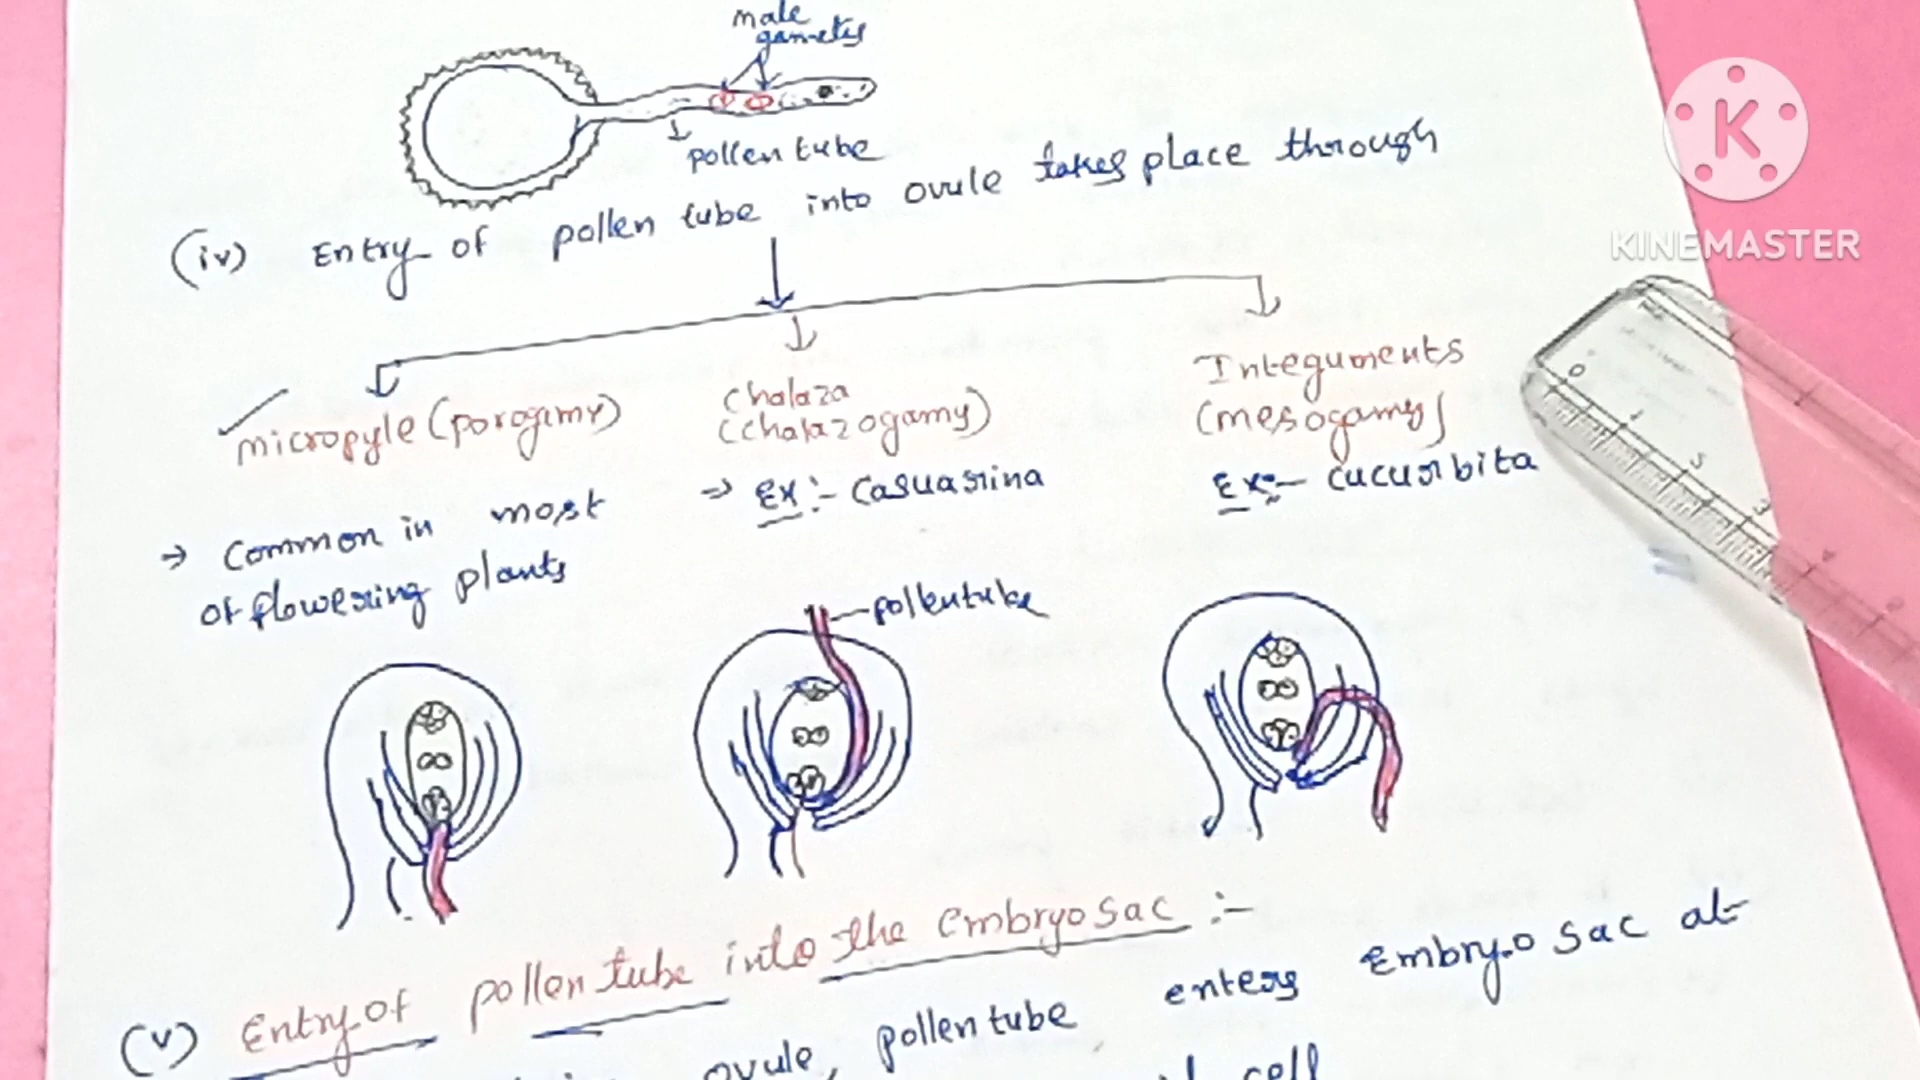 male
gametes
pollen tube
(iv) Entry of pollen tube into ovule takes place through
micropyle (porogamy)
chalaza
(chalazogamy)
Integuments
(mesogamy)
→ Common in most
of flowering plants
⇒ Ex :- Casuarina
Ex:- cucurbita
pollentube
(v) Entry of pollen tube into the embryo sac :-
ovule, pollen tube enters Embryo sac at
cell
K
KINEMASTER
0